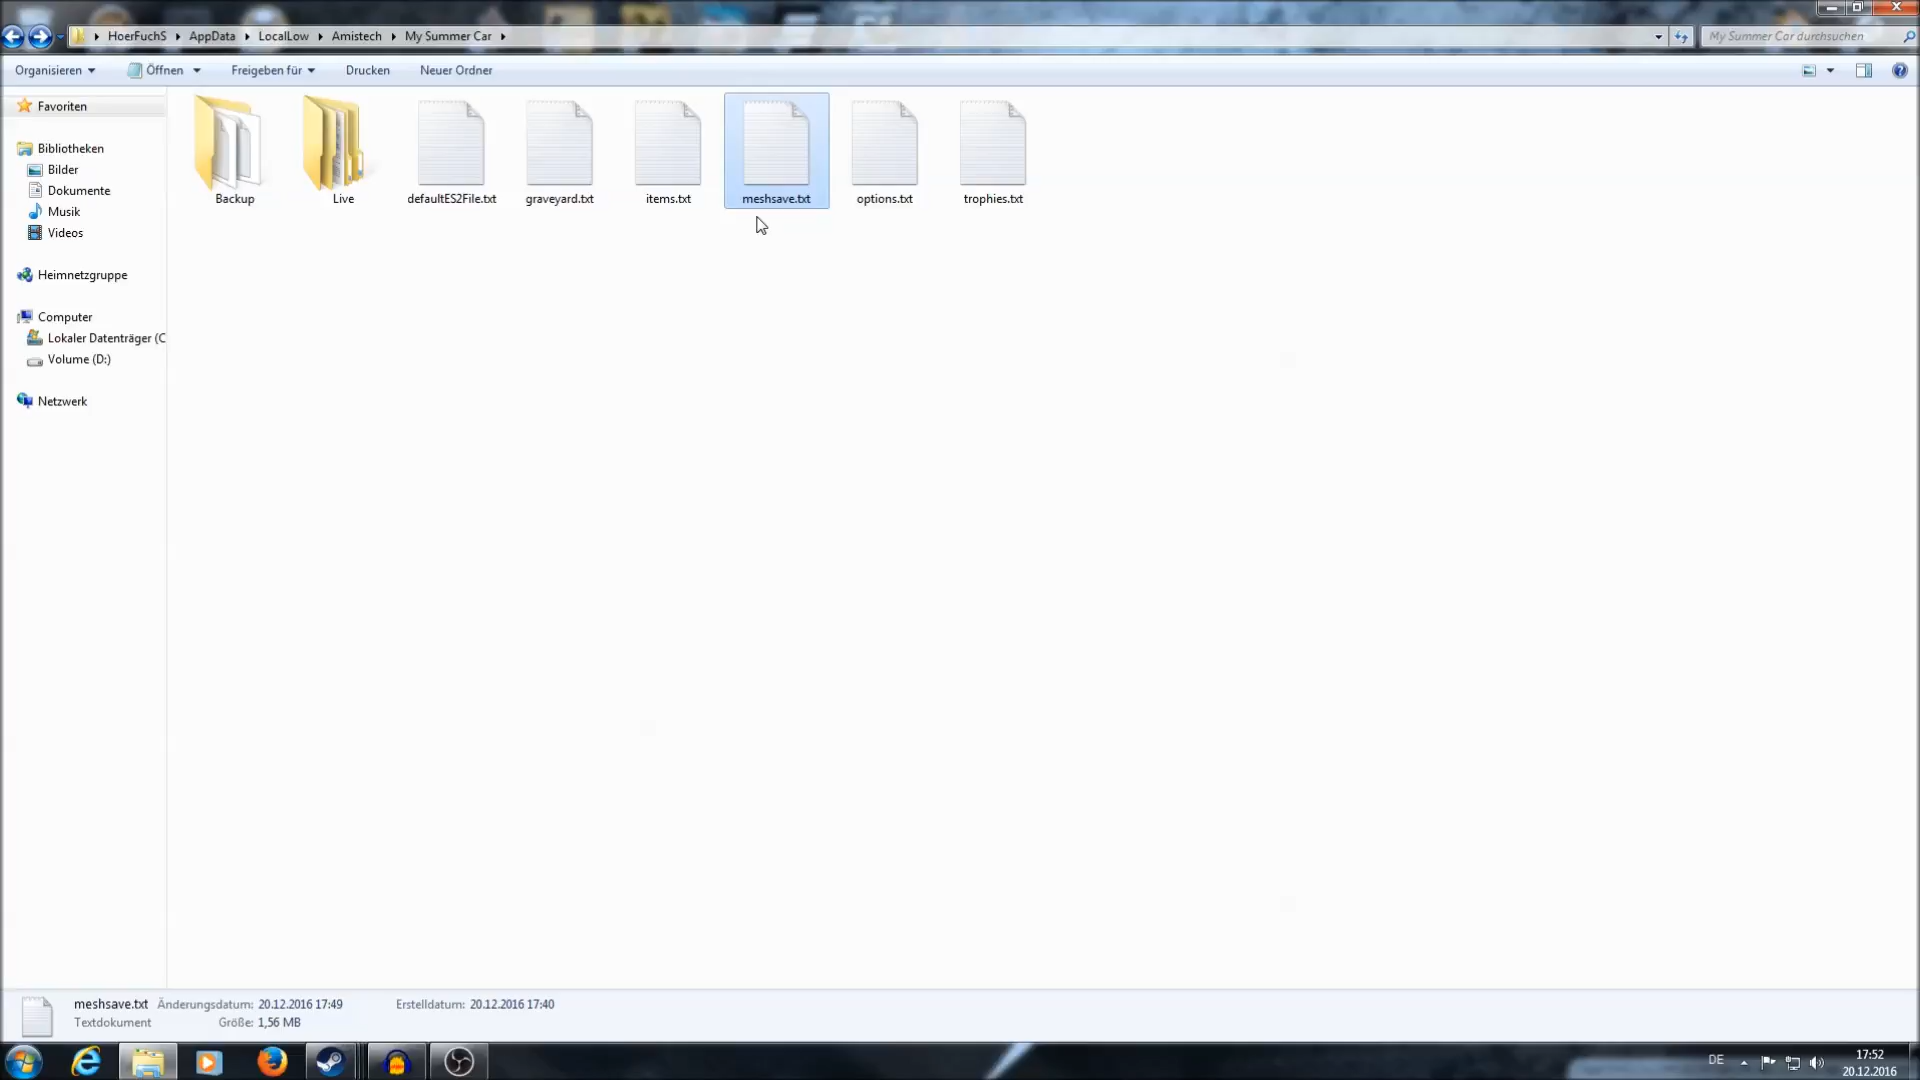 HoerFuchS AppData LocalLow Amistech My Summer Car
My Summer Car durchsuchen
Organisieren Öffnen Freigeben für Drucken Neuer Ordner
Favoriten
Bibliotheken
Bilder
Dokumente
Musik
Videos
Heimnetzgruppe
Computer
Lokaler Datenträger (C
Volume (D:)
Netzwerk
Backup Live defaultES2File.txt graveyard.txt items.txt meshsave.txt options.txt trophies.txt
meshsave.txt Änderungsdatum: 20.12.2016 17:49 Erstelldatum: 20.12.2016 17:40
Textdokument Größe: 1,56 MB
DE
17:52
20.12.2016